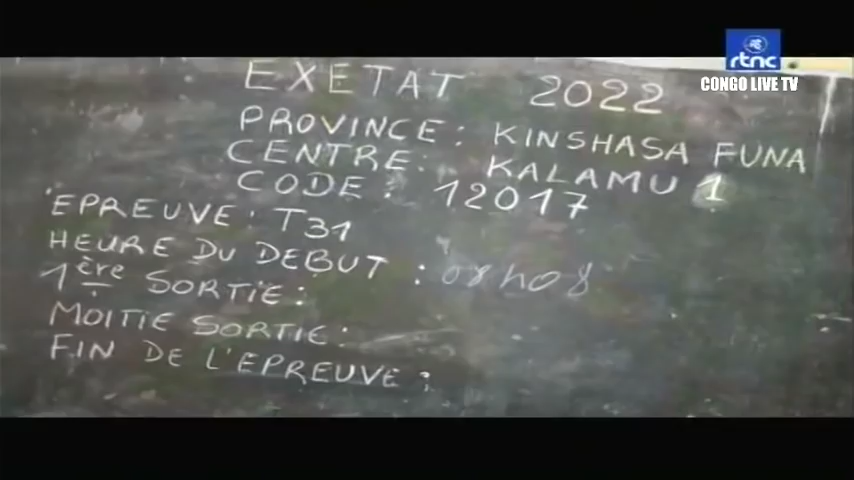 rtnc
CONGO LIVE TV
EXETAT 2022
PROVINCE: KINSHASA FUNA
CENTRE: KALAMU 1
CODE: 12017
EPREUVE: T31
HEURE DU DEBUT: 08h08
1ère SORTIE:
MOITIE SORTIE:
FIN DE L'EPREUVE: